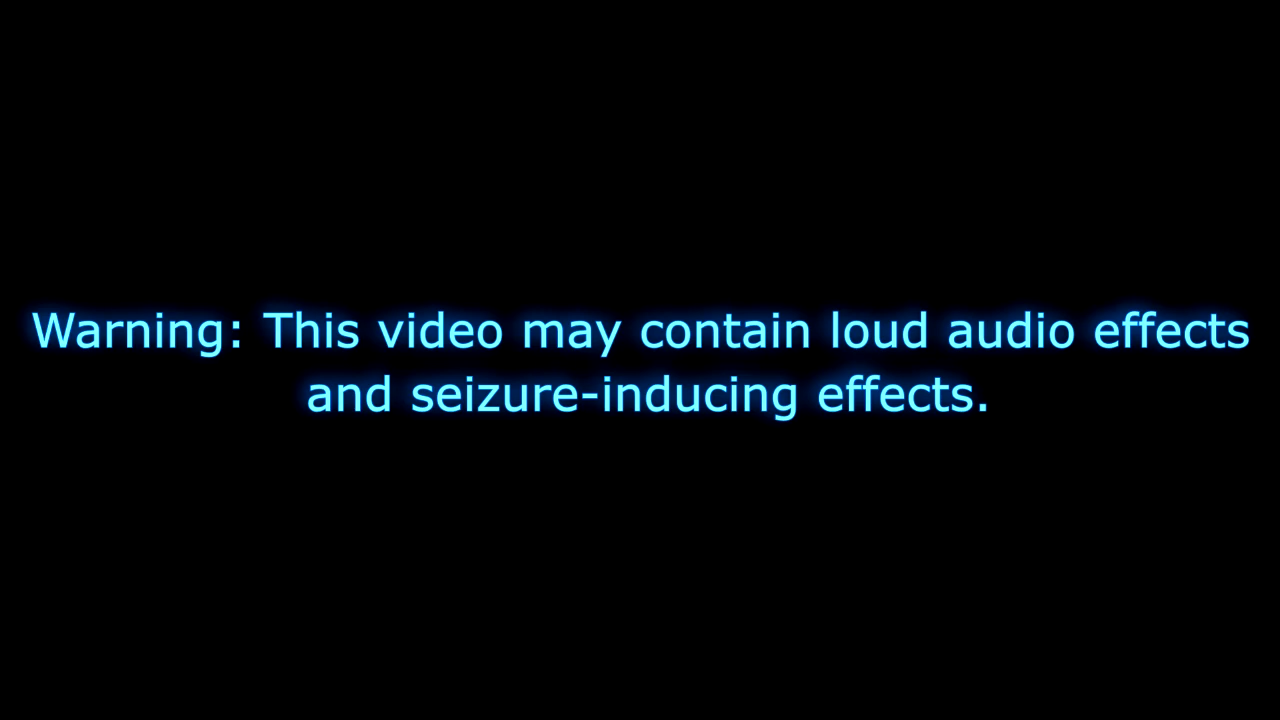 Warning: This video may contain loud audio effects
and seizure-inducing effects.